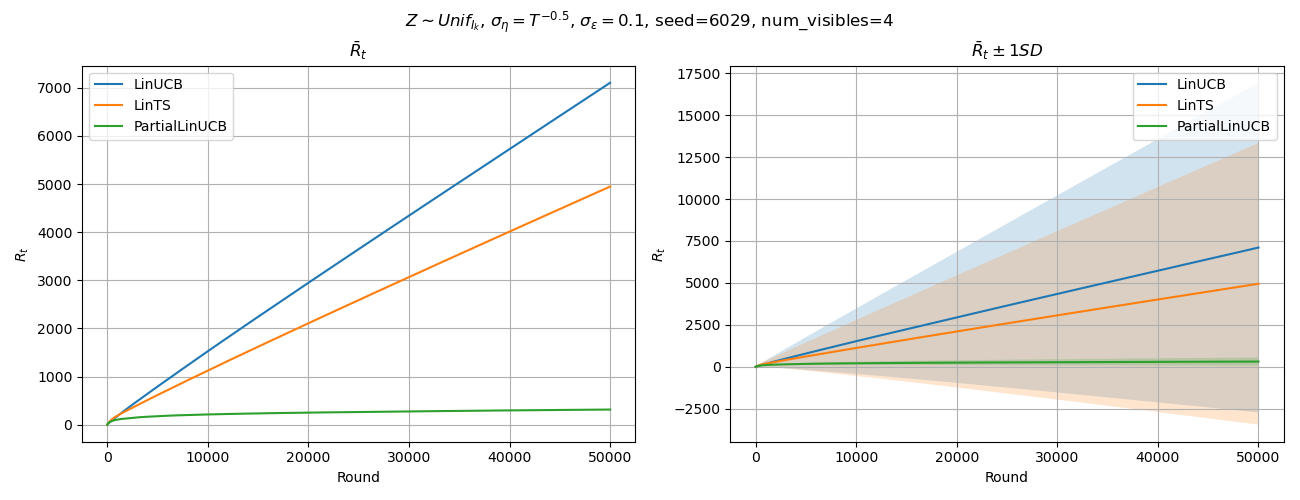 Z ∼ Unif_{I_k}, σ_η = T^{−0.5}, σ_ε = 0.1, seed=6029, num_visibles=4
R̄_t
7000
6000
5000
4000
3000
2000
1000
0
R_t
LinUCB
LinTS
PartialLinUCB
0
10000
20000
30000
40000
50000
Round
R̄_t ± 1SD
17500
15000
12500
10000
7500
5000
2500
0
−2500
R_t
LinUCB
LinTS
PartialLinUCB
0
10000
20000
30000
40000
50000
Round